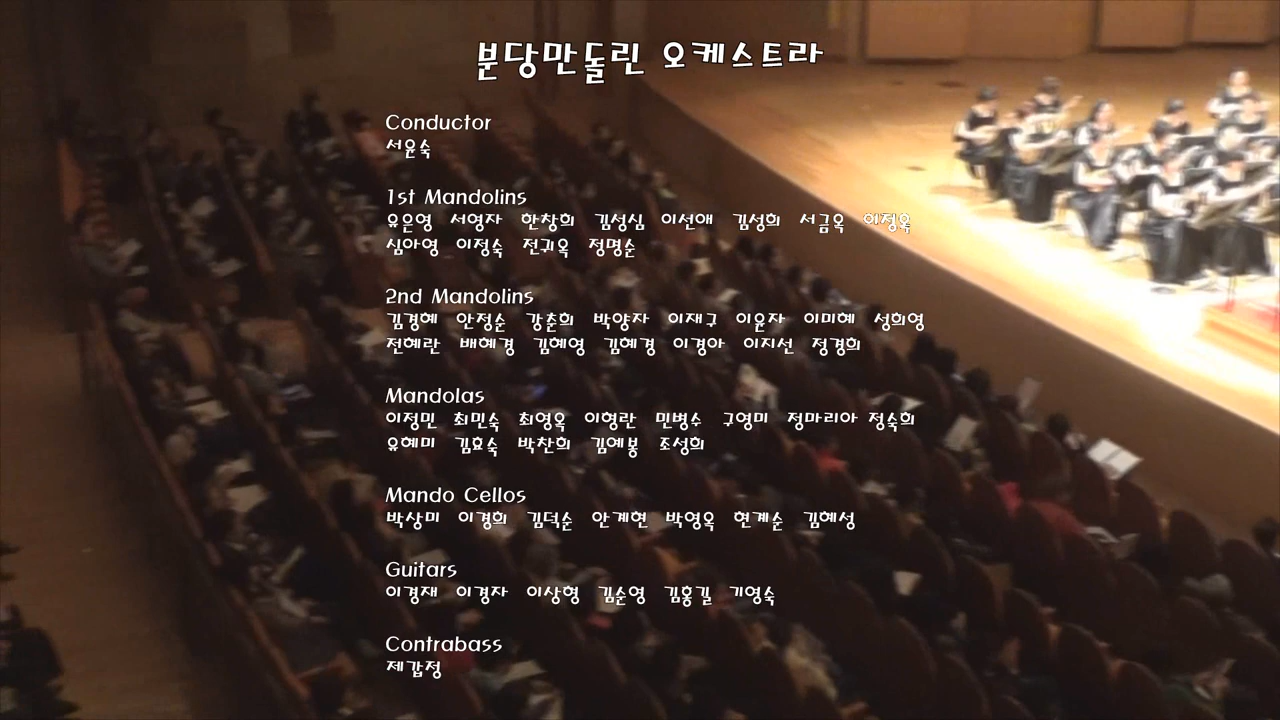 분당만돌린 오케스트라
Conductor
서윤숙
1st Mandolins
유은영 서영자 한창희 김성심 이선애 김성희 서금옥 이정옥
심아영 이정숙 전귀옥 정명순
2nd Mandolins
김경혜 안정순 강춘희 박양자 이재구 이윤자 이미혜 성희영
전혜란 배혜경 김혜영 김혜경 이경아 이지선 정경희
Mandolas
이정민 최민숙 최영옥 이형란 민병수 구영미 정마리아 정숙희
유혜미 김효숙 박찬희 김예봉 조성희
Mando Cellos
박상미 이경희 김덕순 안계현 박영옥 현계순 김혜성
Guitars
이경재 이경자 이상형 김순영 김홍길 기영숙
Contrabass
제갑정